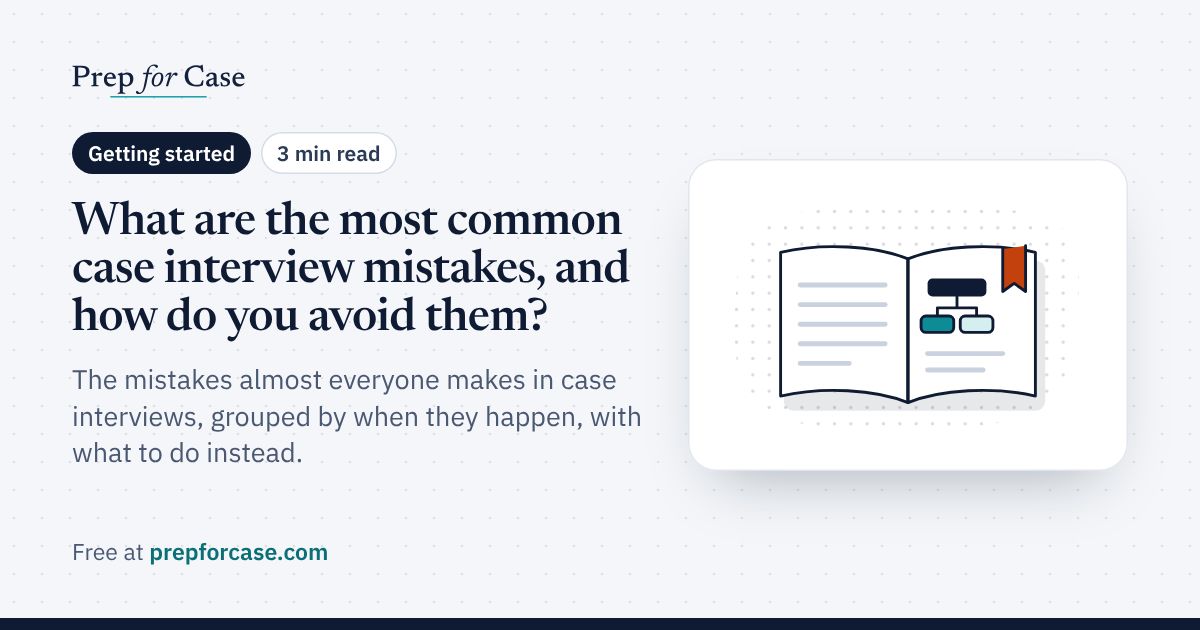 Prep for Case
Getting started
3 min read
What are the most common
case interview mistakes, and
how do you avoid them?
The mistakes almost everyone makes in case
interviews, grouped by when they happen, with
what to do instead.
Free at prepforcase.com